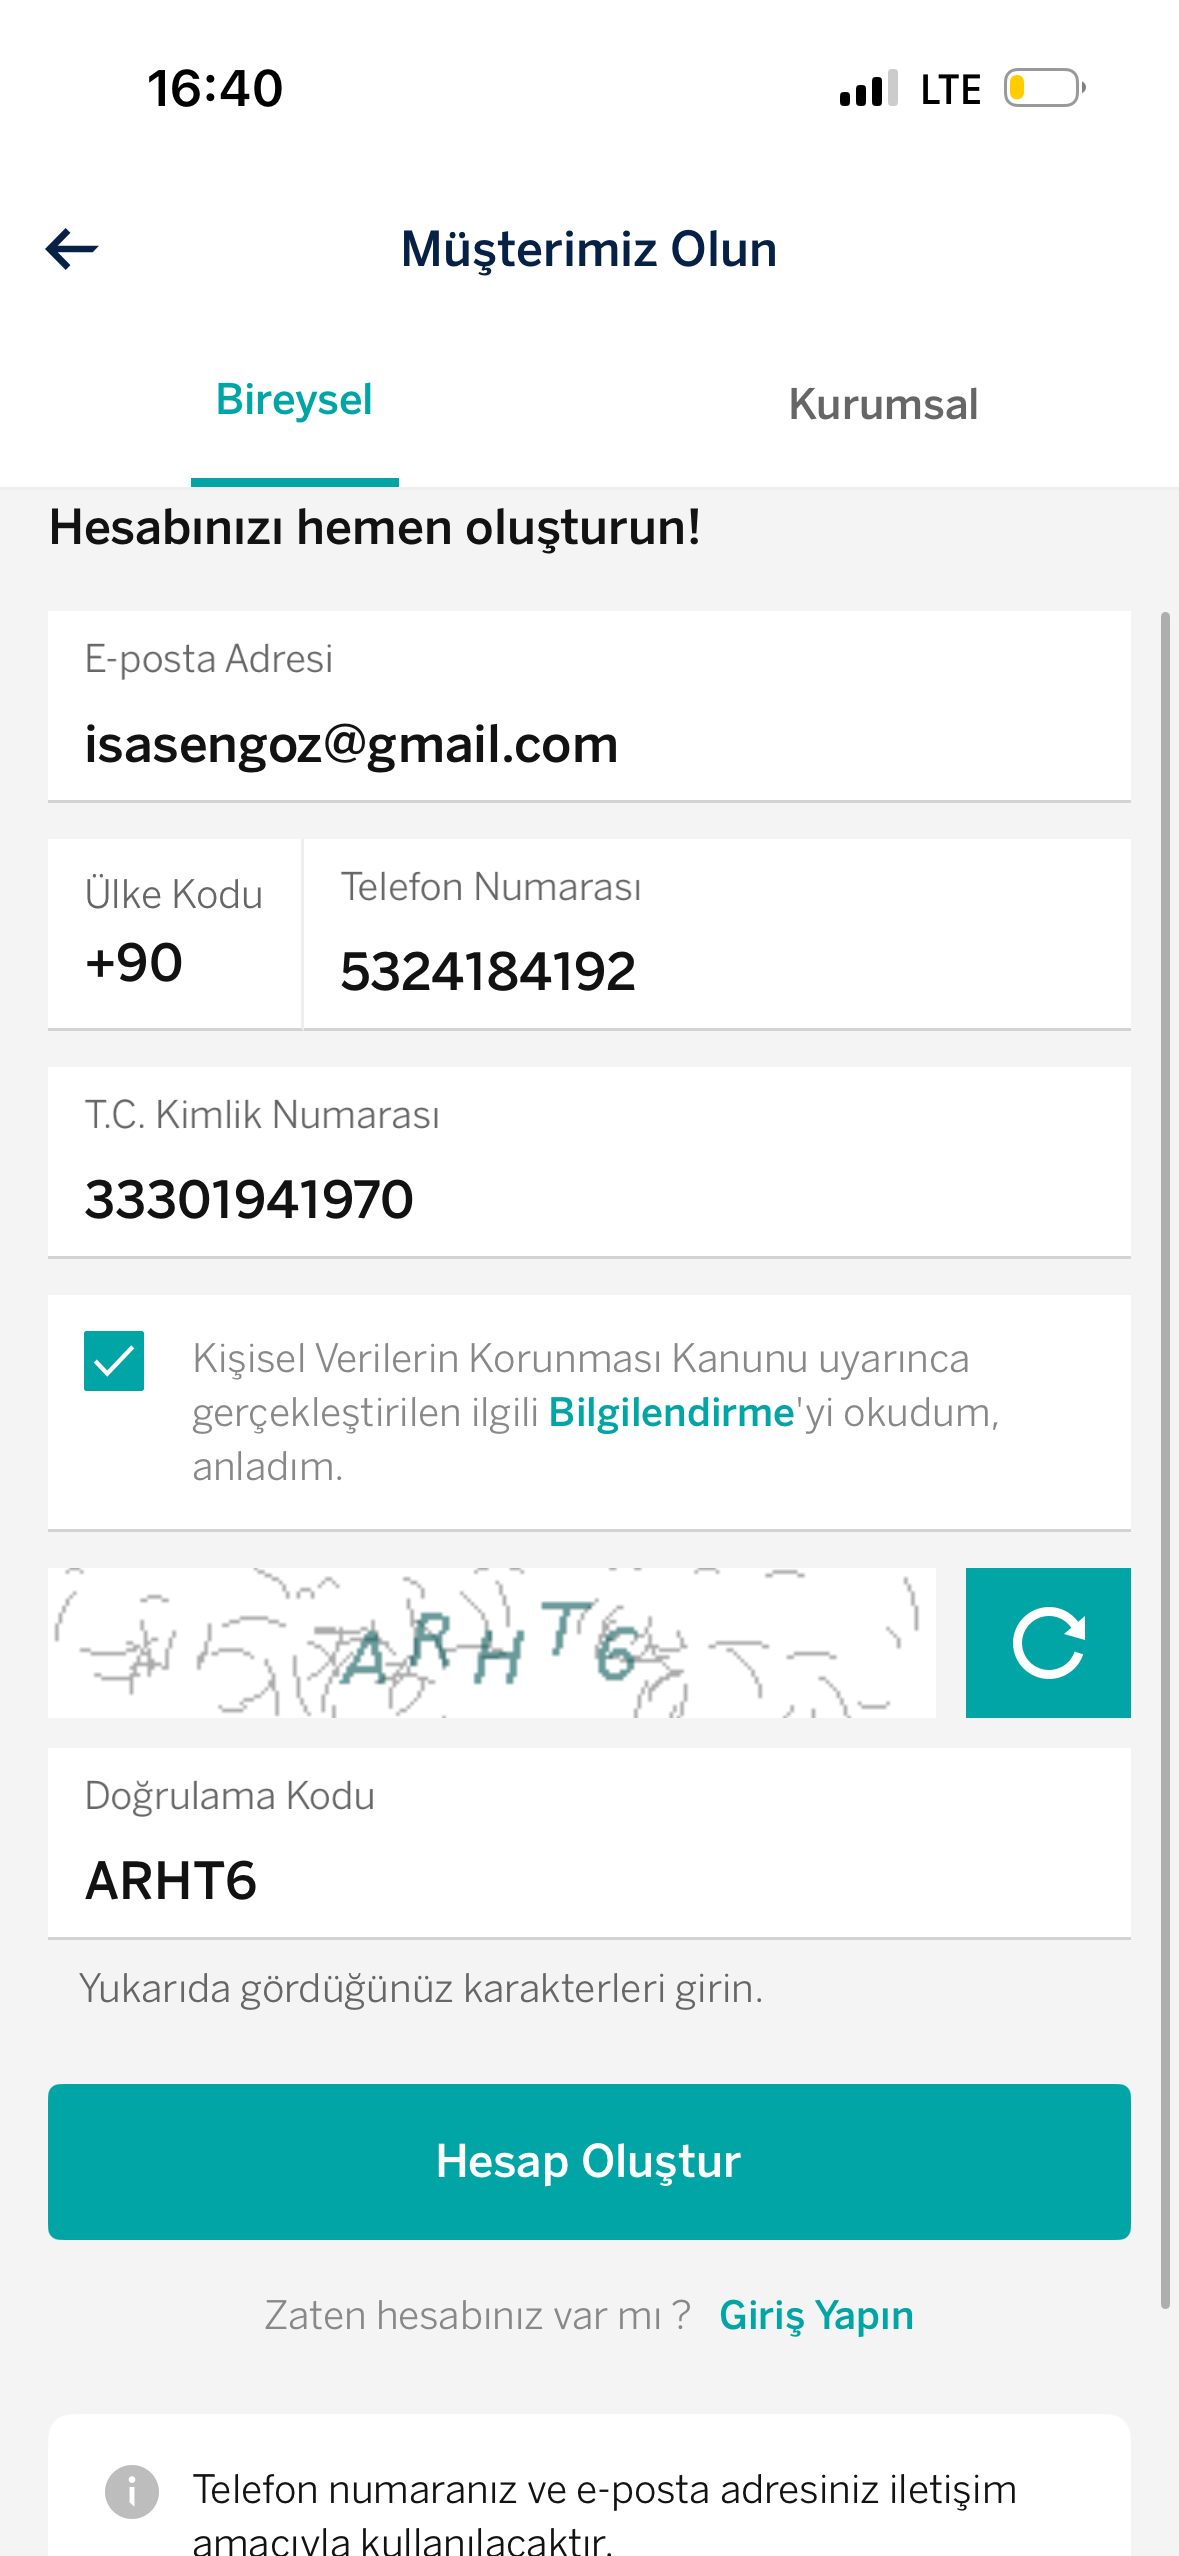 16:40
LTE
Müşterimiz Olun
Bireysel
Kurumsal
Hesabınızı hemen oluşturun!
E-posta Adresi
isasengoz@gmail.com
Ülke Kodu
+90
Telefon Numarası
5324184192
T.C. Kimlik Numarası
33301941970
Kişisel Verilerin Korunması Kanunu uyarınca
gerçekleştirilen ilgili Bilgilendirme'yi okudum,
anladım.
ARHT6
Doğrulama Kodu
ARHT6
Yukarıda gördüğünüz karakterleri girin.
Hesap Oluştur
Zaten hesabınız var mı ? Giriş Yapın
Telefon numaranız ve e-posta adresiniz iletişim
amacıyla kullanılacaktır.